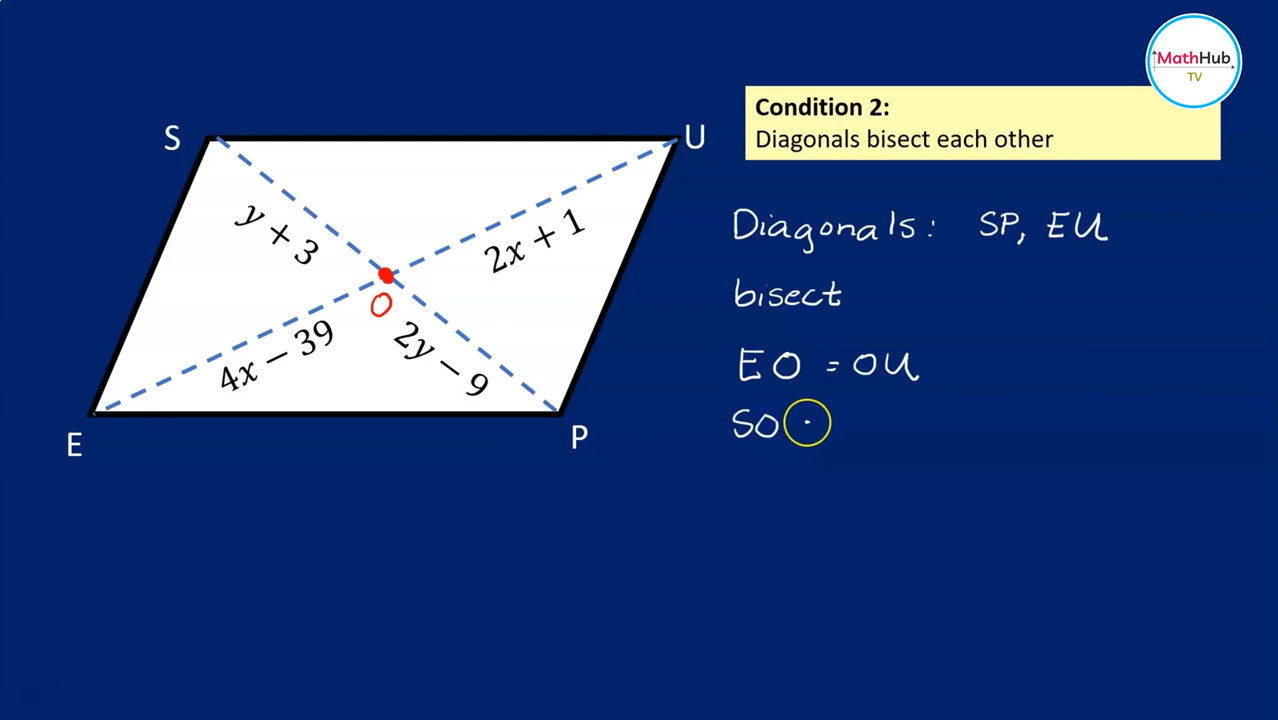 MathHub
TV
Condition 2:
Diagonals bisect each other
S
U
y + 3
2x + 1
O
4x − 39
2y − 9
E
P
Diagonals: SP, EU
bisect
EO = OU
SO